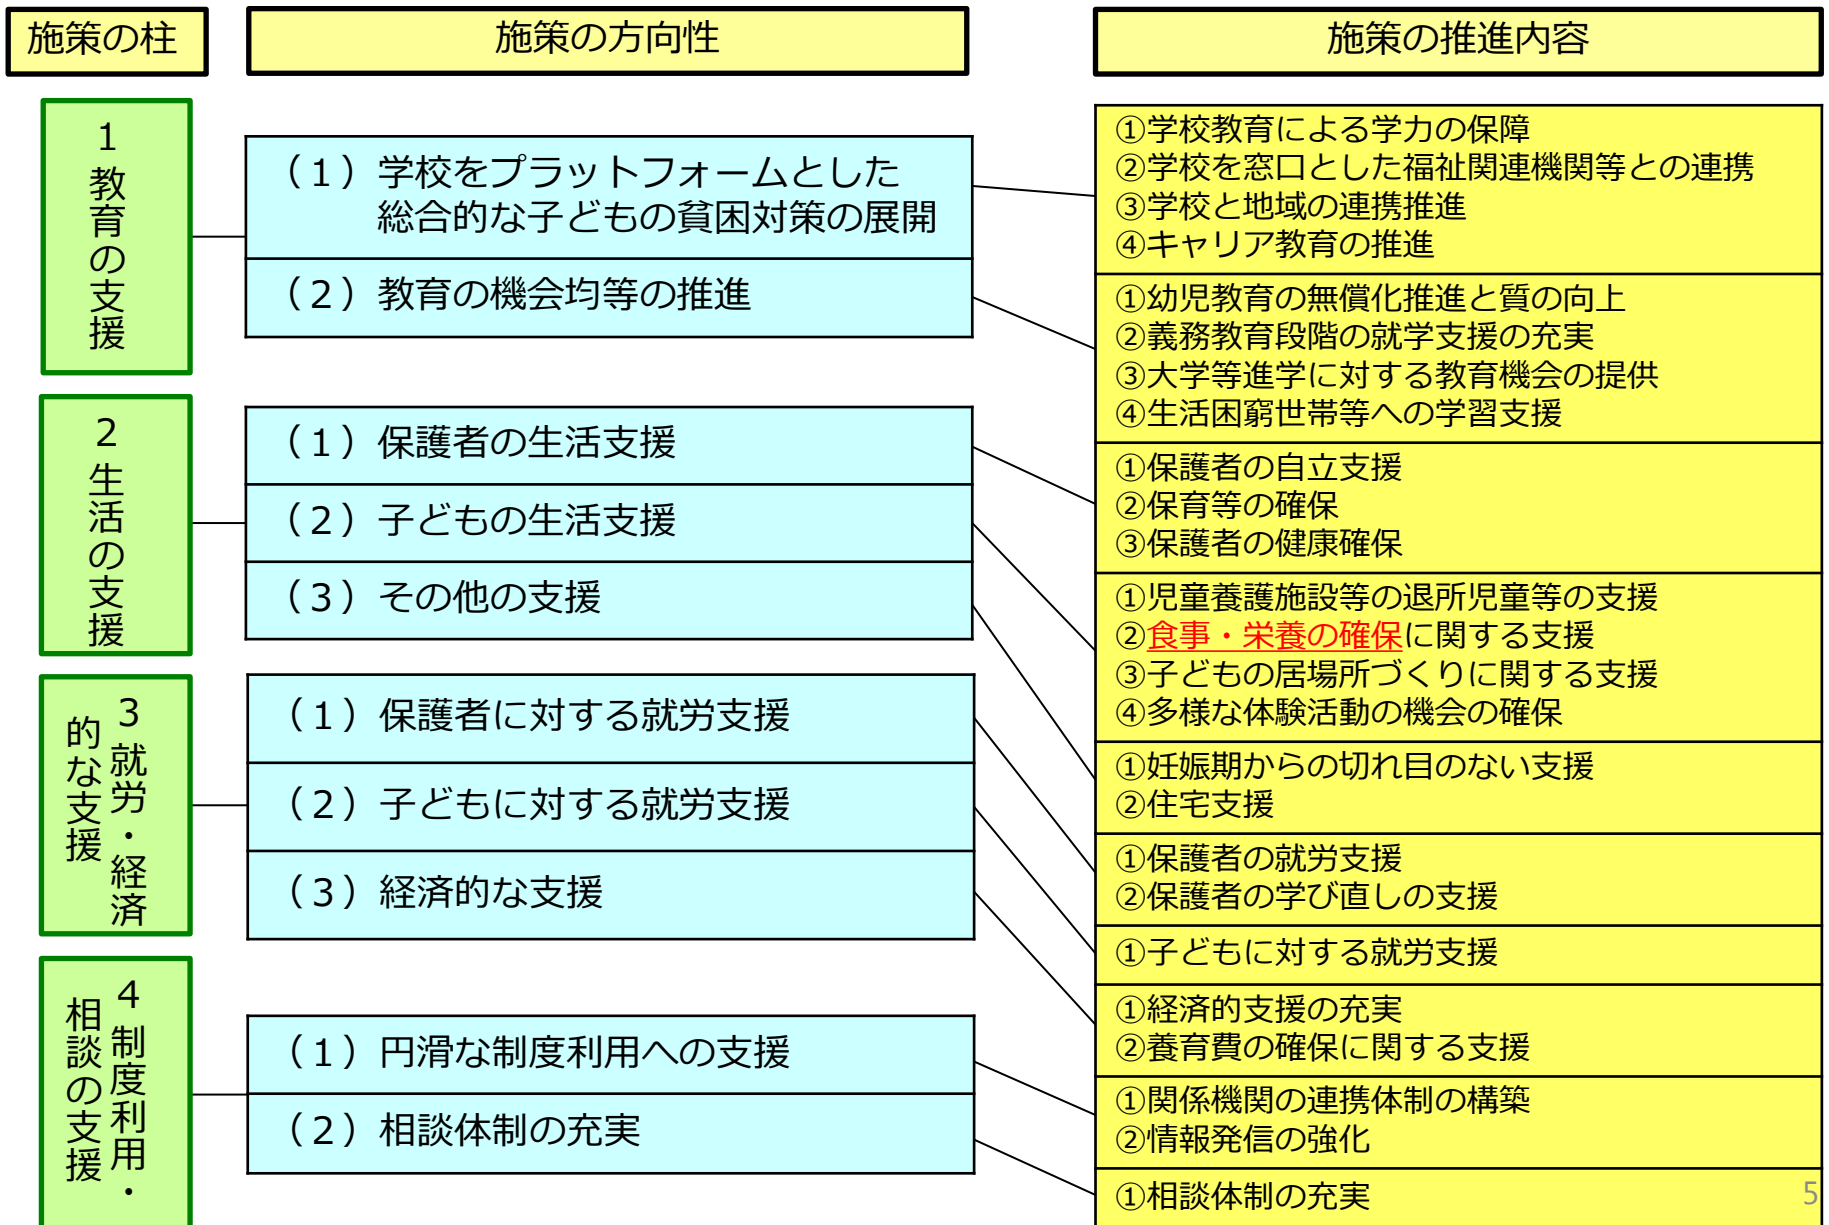 施策の柱
施策の方向性
施策の推進内容
1 教育の支援
（１）学校をプラットフォームとした
総合的な子どもの貧困対策の展開
（２）教育の機会均等の推進
①学校教育による学力の保障
②学校を窓口とした福祉関連機関等との連携
③学校と地域の連携推進
④キャリア教育の推進
①幼児教育の無償化推進と質の向上
②義務教育段階の就学支援の充実
③大学等進学に対する教育機会の提供
④生活困窮世帯等への学習支援
2 生活の支援
（１）保護者の生活支援
（２）子どもの生活支援
（３）その他の支援
①保護者の自立支援
②保育等の確保
③保護者の健康確保
①児童養護施設等の退所児童等の支援
②食事・栄養の確保に関する支援
③子どもの居場所づくりに関する支援
④多様な体験活動の機会の確保
①妊娠期からの切れ目のない支援
②住宅支援
3 就労・経済
的な支援
（１）保護者に対する就労支援
（２）子どもに対する就労支援
（３）経済的な支援
①保護者の就労支援
②保護者の学び直しの支援
①子どもに対する就労支援
①経済的支援の充実
②養育費の確保に関する支援
4 制度利用・
相談の支援
（１）円滑な制度利用への支援
（２）相談体制の充実
①関係機関の連携体制の構築
②情報発信の強化
①相談体制の充実
5